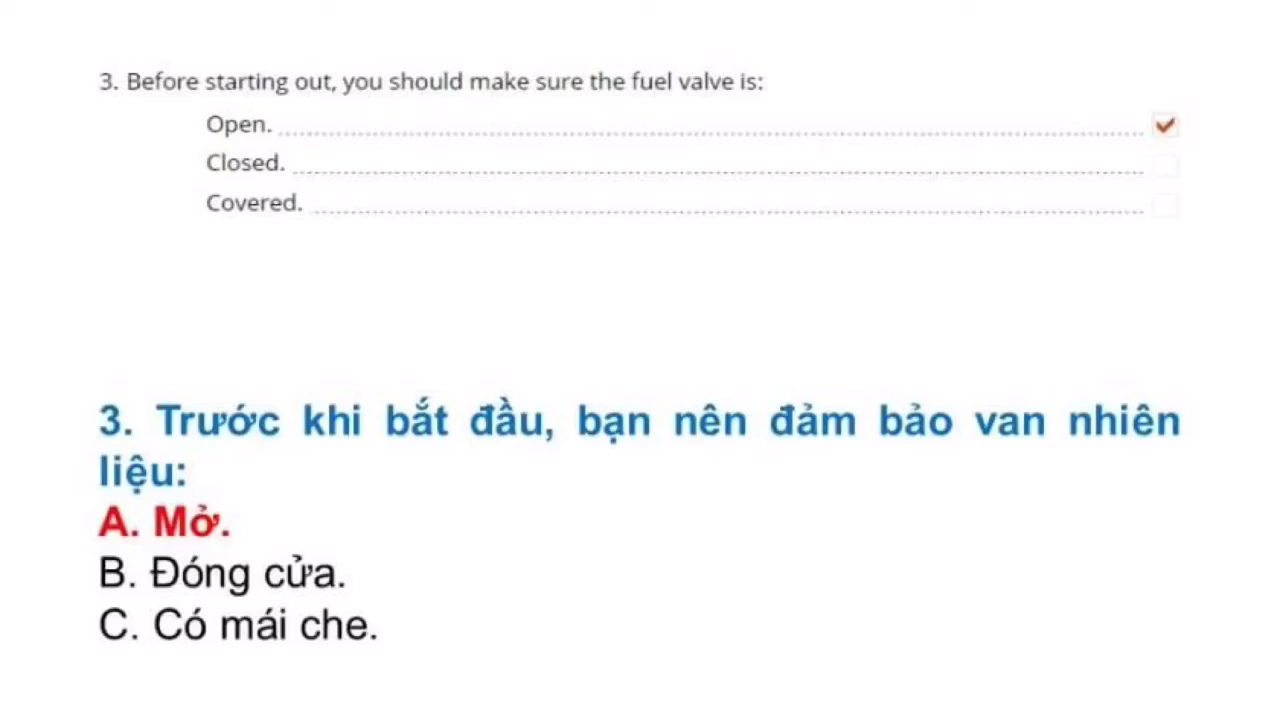 3. Before starting out, you should make sure the fuel valve is:
Open.
Closed.
Covered.
3. Trước khi bắt đầu, bạn nên đảm bảo van nhiên
liệu:
A. Mở.
B. Đóng cửa.
C. Có mái che.